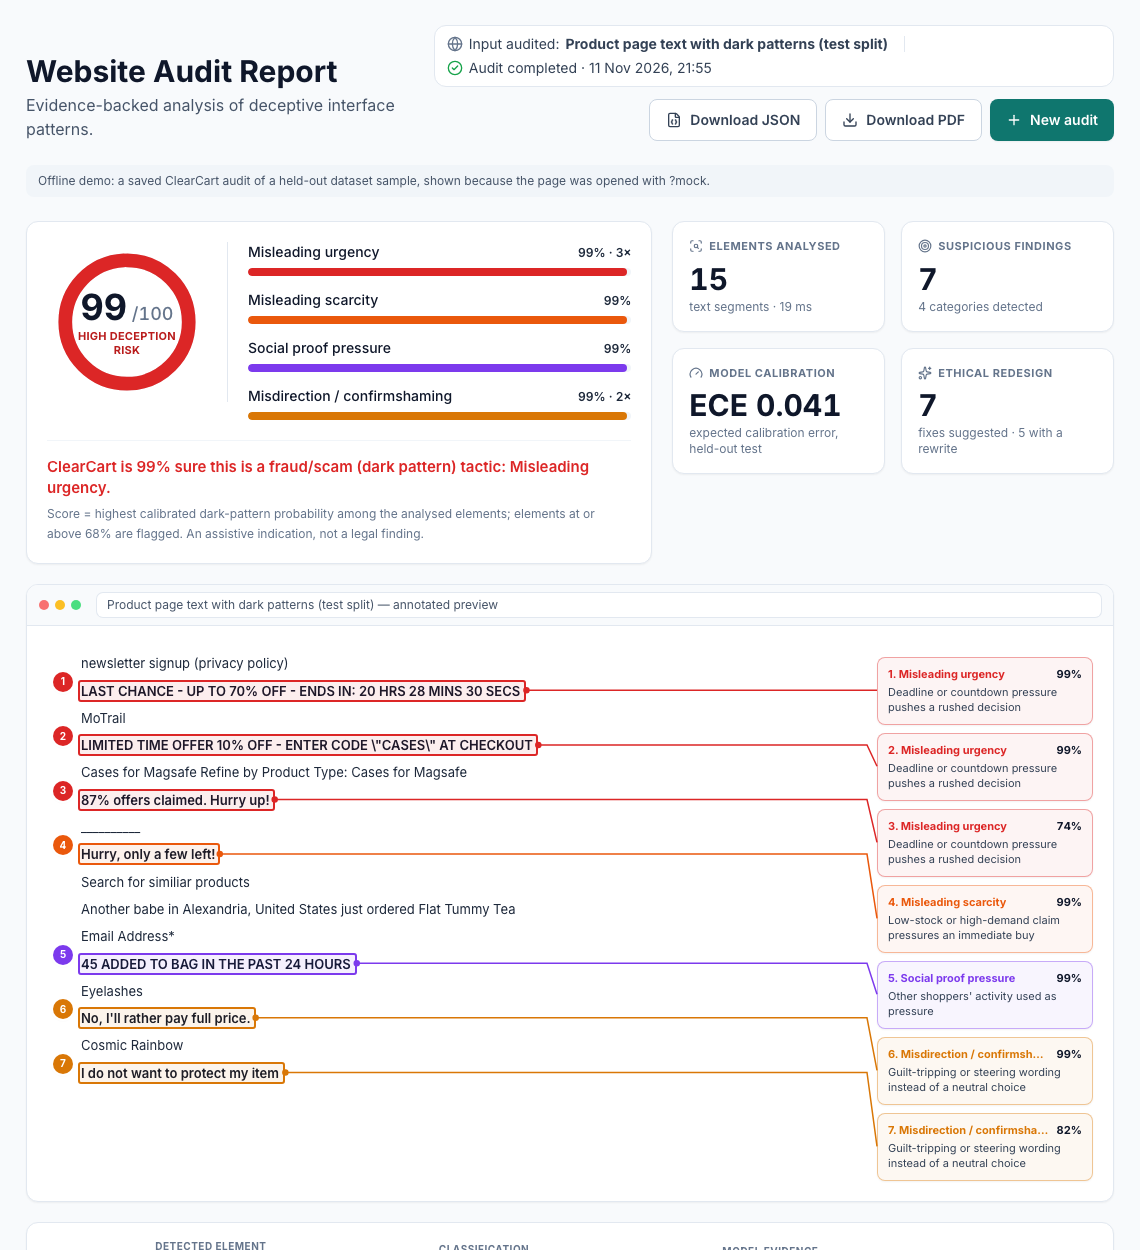 Website Audit Report
Evidence-backed analysis of deceptive interface
patterns.
Input audited: Product page text with dark patterns (test split)
Audit completed · 11 Nov 2026, 21:55
Download JSON
Download PDF
New audit
Offline demo: a saved ClearCart audit of a held-out dataset sample, shown because the page was opened with ?mock.
99 /100
HIGH DECEPTION
RISK
Misleading urgency 99% · 3×
Misleading scarcity 99%
Social proof pressure 99%
Misdirection / confirmshaming 99% · 2×
ClearCart is 99% sure this is a fraud/scam (dark pattern) tactic: Misleading
urgency.
Score = highest calibrated dark-pattern probability among the analysed elements; elements at or
above 68% are flagged. An assistive indication, not a legal finding.
ELEMENTS ANALYSED
15
text segments · 19 ms
SUSPICIOUS FINDINGS
7
4 categories detected
MODEL CALIBRATION
ECE 0.041
expected calibration error,
held-out test
ETHICAL REDESIGN
7
fixes suggested · 5 with a
rewrite
Product page text with dark patterns (test split) — annotated preview
newsletter signup (privacy policy)
1
LAST CHANCE - UP TO 70% OFF - ENDS IN: 20 HRS 28 MINS 30 SECS
MoTrail
2
LIMITED TIME OFFER 10% OFF - ENTER CODE \"CASES\" AT CHECKOUT
Cases for Magsafe Refine by Product Type: Cases for Magsafe
3
87% offers claimed. Hurry up!
__________
4
Hurry, only a few left!
Search for similiar products
Another babe in Alexandria, United States just ordered Flat Tummy Tea
Email Address*
5
45 ADDED TO BAG IN THE PAST 24 HOURS
Eyelashes
6
No, I'll rather pay full price.
Cosmic Rainbow
7
I do not want to protect my item
1. Misleading urgency 99%
Deadline or countdown pressure
pushes a rushed decision
2. Misleading urgency 99%
Deadline or countdown pressure
pushes a rushed decision
3. Misleading urgency 74%
Deadline or countdown pressure
pushes a rushed decision
4. Misleading scarcity 99%
Low-stock or high-demand claim
pressures an immediate buy
5. Social proof pressure 99%
Other shoppers' activity used as
pressure
6. Misdirection / confirmsh... 99%
Guilt-tripping or steering wording
instead of a neutral choice
7. Misdirection / confirmsha... 82%
Guilt-tripping or steering wording
instead of a neutral choice
DETECTED ELEMENT
CLASSIFICATION
MODEL EVIDENCE